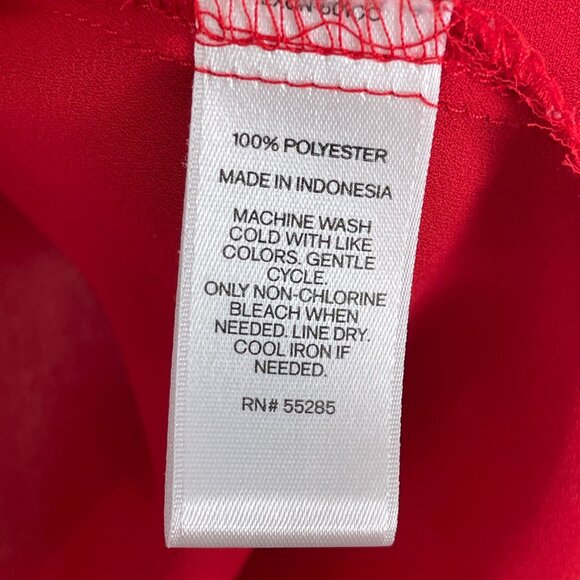 100% POLYESTER
MADE IN INDONESIA
MACHINE WASH
COLD WITH LIKE
COLORS. GENTLE
CYCLE.
ONLY NON-CHLORINE
BLEACH WHEN
NEEDED. LINE DRY.
COOL IRON IF
NEEDED.
RN# 55285